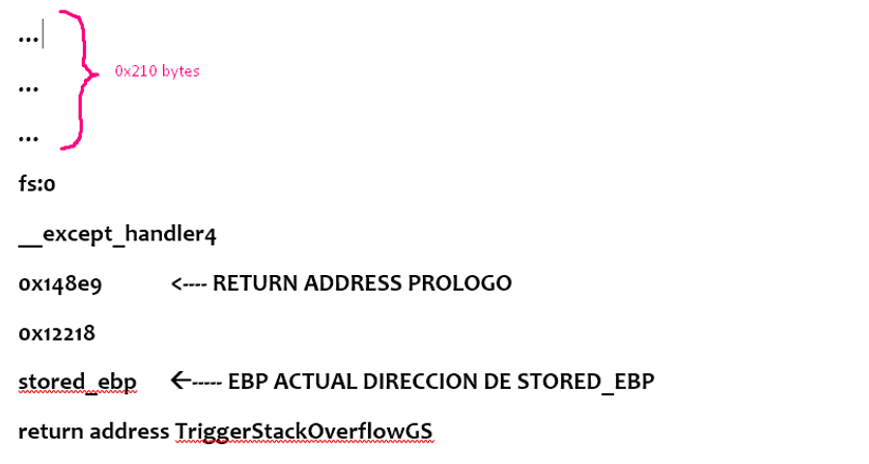 ...
0x210 bytes
...
...
fs:0
__except_handler4
0x148e9 <---- RETURN ADDRESS PROLOGO
0x12218
stored_ebp ←----- EBP ACTUAL DIRECCION DE STORED_EBP
return address TriggerStackOverflowGS